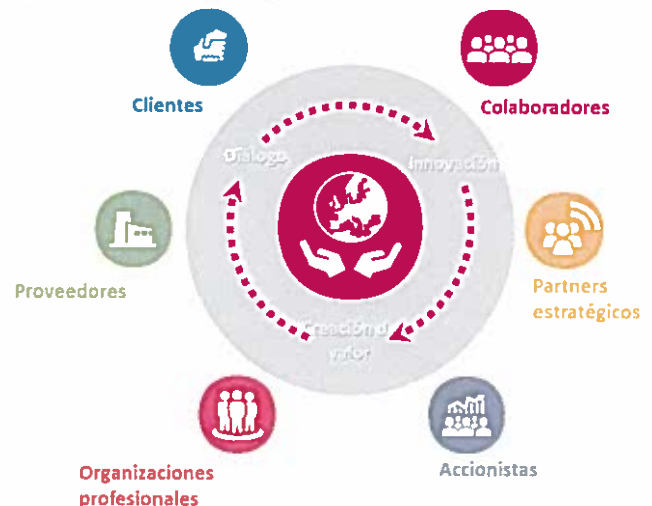 Clientes
Colaboradores
Diálogo
Innovación
Proveedores
Partners
estratégicos
Creación de
valor
Organizaciones
profesionales
Accionistas